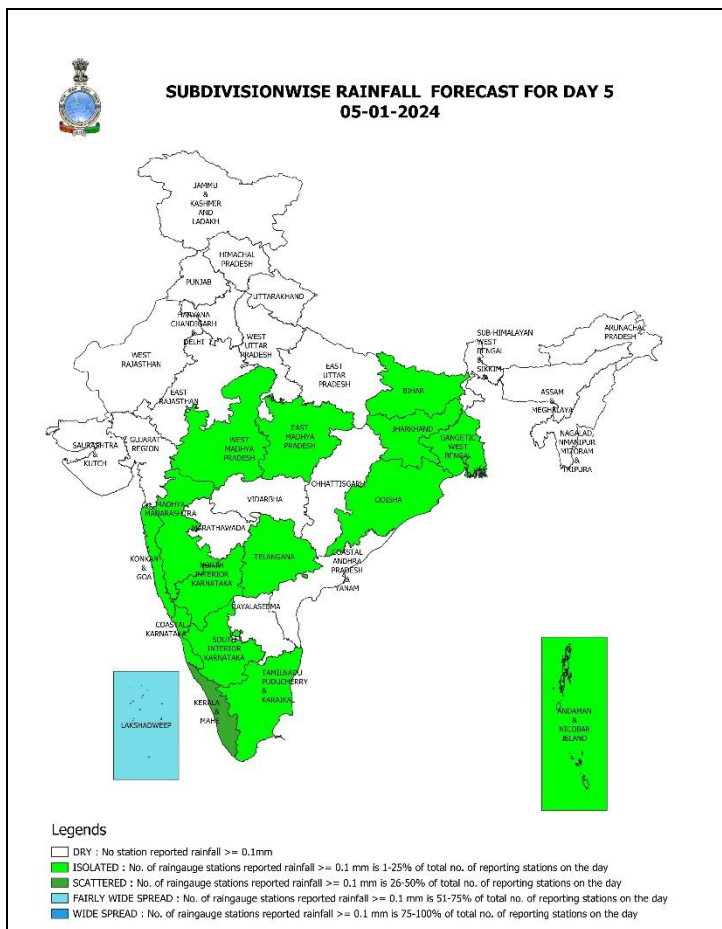 SUBDIVISIONWISE RAINFALL FORECAST FOR DAY 5
05-01-2024
JAMMU
&
KASHMIR
AND
LADAKH
HIMACHAL
PRADESH
PUNJAB
UTTARAKHAND
HARYANA
CHANDIGARH
&
DELHI
WEST
UTTAR
PRADESH
SUB-HIMALAYAN
WEST
BENGAL
&
SIKKIM
ARUNACHAL
PRADESH
WEST
RAJASTHAN
EAST
RAJASTHAN
EAST
UTTAR
PRADESH
BIHAR
ASSAM
&
MEGHALAYA
NAGALAD,
NMANIPUR
MIZORAM
&
TRIPURA
SAURASHTRA
&
KUTCH
GUJARAT
REGION
WEST
MADHYA
PRADESH
EAST
MADHYA
PRADESH
JHARKHAND
GANGETIC
WEST
BENGAL
CHHATTISGARH
ODISHA
VIDARBHA
MADHYA
MAHARASHTRA
MARATHAWADA
KONKAN
&
GOA
TELANGANA
COASTAL
ANDHRA
PRADESH
&
YANAM
NORTH
INTERIOR
KARNATAKA
RAYALASEEMA
COASTAL
KARNATAKA
SOUTH
INTERIOR
KARNATAKA
TAMILNADU
PUDUCHERRY
&
KARAIKAL
KERALA
&
MAHE
LAKSHADWEEP
ANDAMAN
&
NICOBAR
ISLAND
Legends
DRY : No station reported rainfall >= 0.1mm
ISOLATED : No. of raingauge stations reported rainfall >= 0.1 mm is 1-25% of total no. of reporting stations on the day
SCATTERED : No. of raingauge stations reported rainfall >= 0.1 mm is 26-50% of total no. of reporting stations on the day
FAIRLY WIDE SPREAD : No. of raingauge stations reported rainfall >= 0.1 mm is 51-75% of total no. of reporting stations on the day
WIDE SPREAD : No. of raingauge stations reported rainfall >= 0.1 mm is 75-100% of total no. of reporting stations on the day